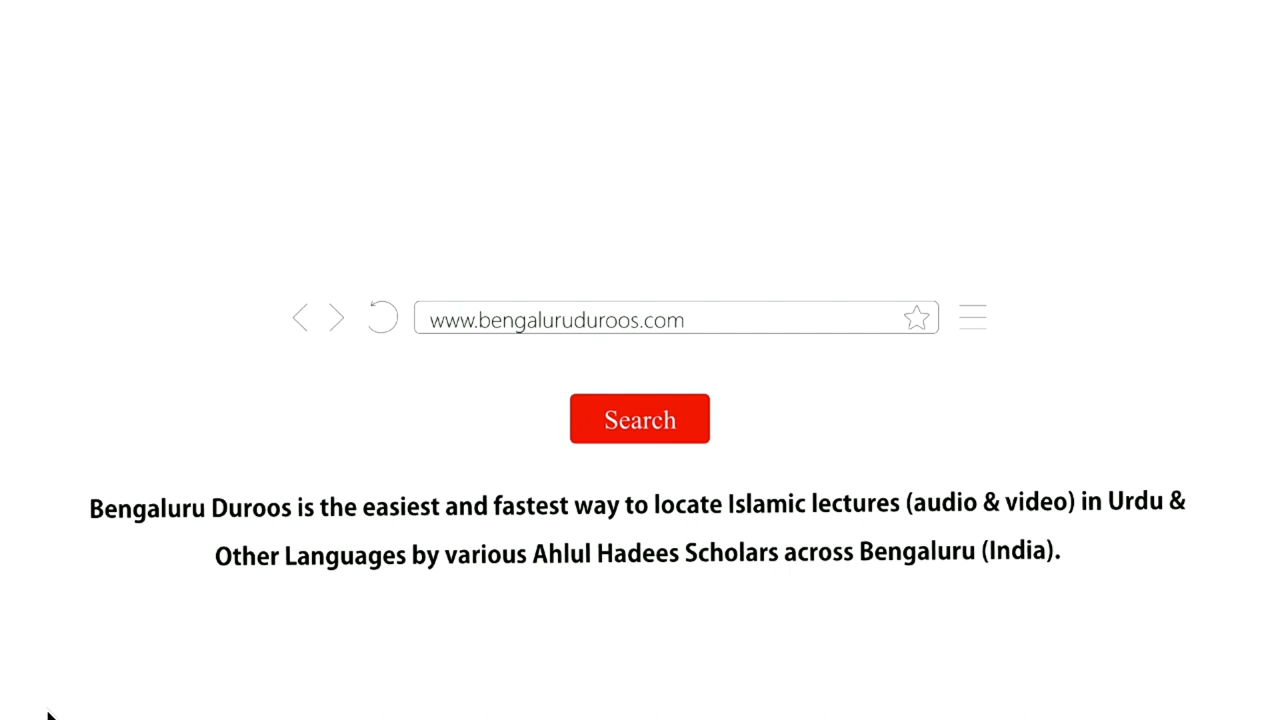 www.bengaluruduroos.com
Search
Bengaluru Duroos is the easiest and fastest way to locate Islamic lectures (audio & video) in Urdu &
Other Languages by various Ahlul Hadees Scholars across Bengaluru (India).